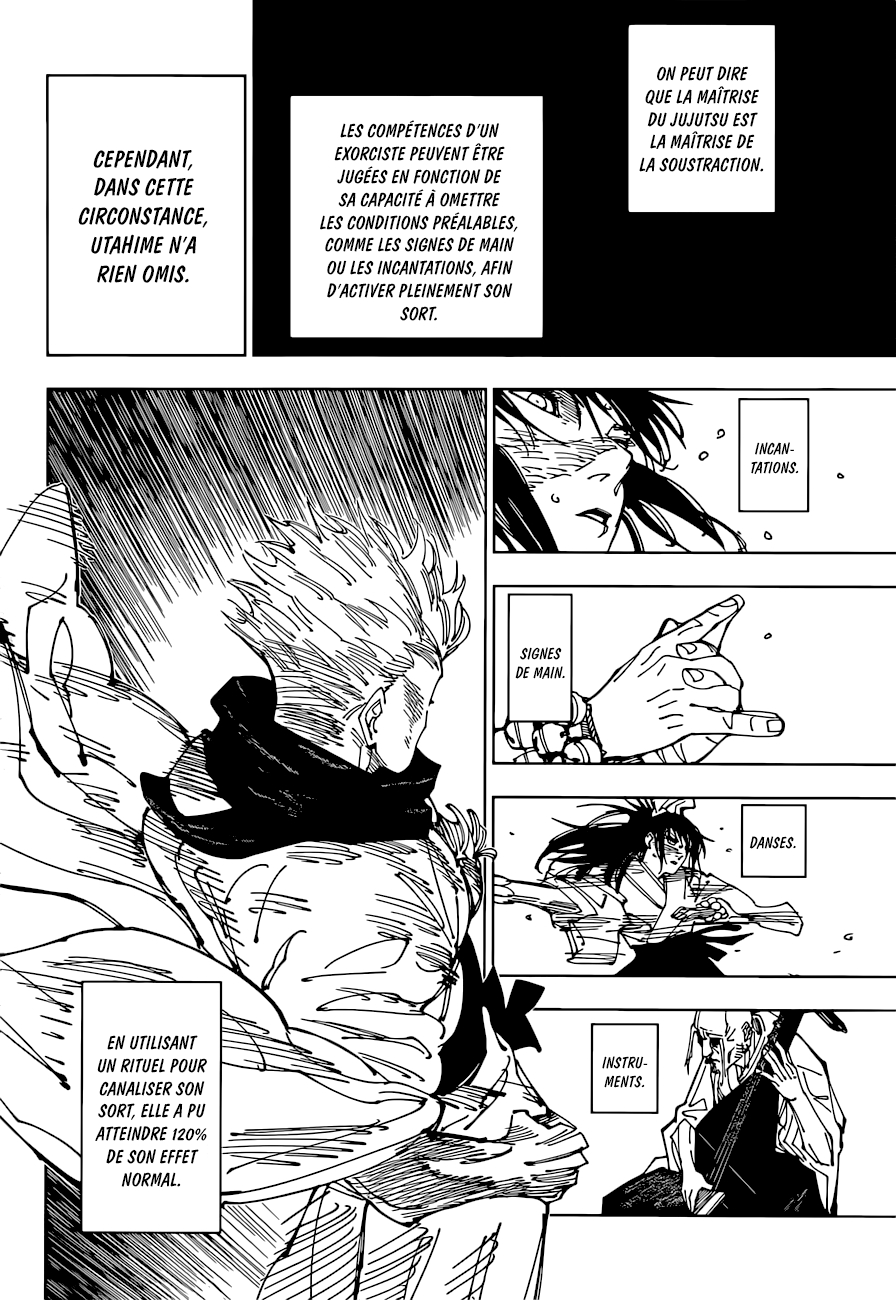 ON PEUT DIRE
QUE LA MAÎTRISE
DU JUJUTSU EST
LA MAÎTRISE DE
LA SOUSTRACTION.
LES COMPÉTENCES D'UN
EXORCISTE PEUVENT ÊTRE
JUGÉES EN FONCTION DE
SA CAPACITÉ À OMETTRE
LES CONDITIONS PRÉALABLES,
COMME LES SIGNES DE MAIN
OU LES INCANTATIONS, AFIN
D'ACTIVER PLEINEMENT SON
SORT.
CEPENDANT,
DANS CETTE
CIRCONSTANCE,
UTAHIME N'A
RIEN OMIS.
INCAN-
TATIONS.
SIGNES
DE MAIN.
DANSES.
INSTRU-
MENTS.
EN UTILISANT
UN RITUEL POUR
CANALISER SON
SORT, ELLE A PU
ATTEINDRE 120%
DE SON EFFET
NORMAL.